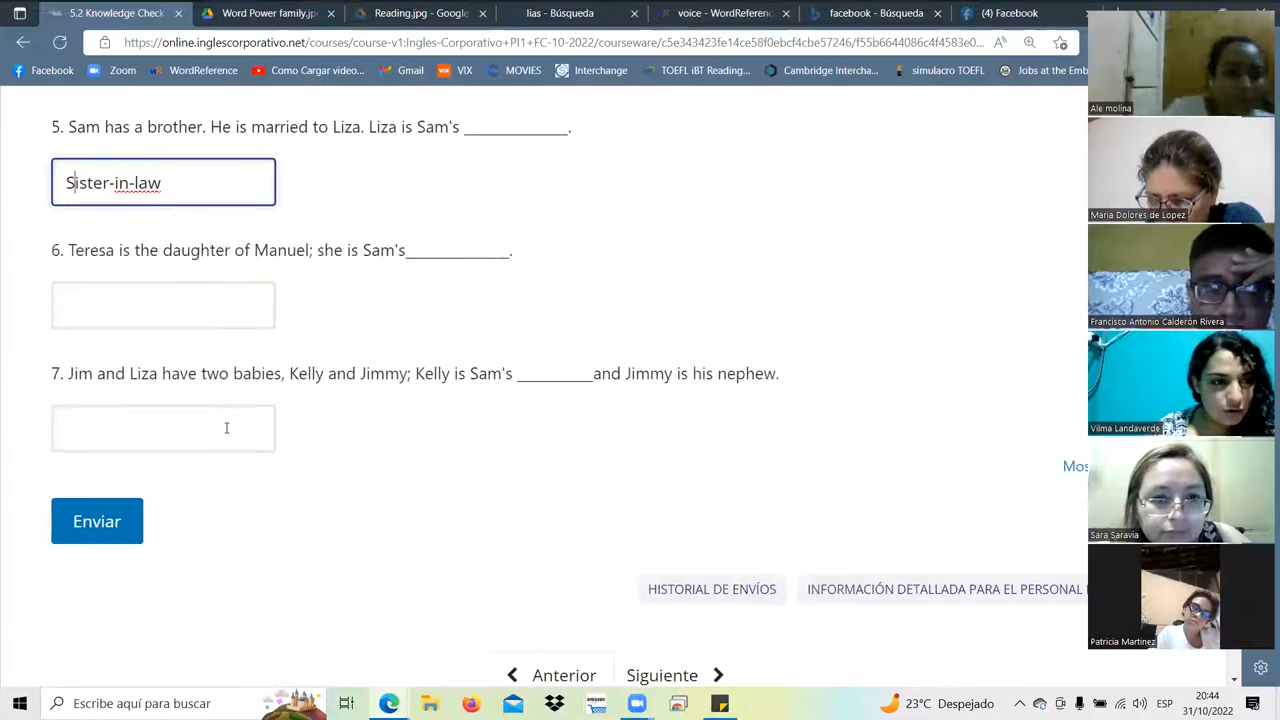 5.2 Knowledge Check
Word Power family.jp
Reading.jpg - Google
lias - Búsqueda
voice - WordReferenc
facebook - Búsqueda
(4) Facebook
https://online.inglescorporativo.net/courses/course-v1:Ingles-Corporativo+PI1+FC-10-2022/courseware/c5e343423fe14ce58f0ebcf4cbe57246/f55b6644086c4f4583e0...
Facebook
Zoom
WordReference
Como Cargar video...
Gmail
VIX
MOVIES
Interchange
TOEFL iBT Reading...
Cambridge Intercha...
simulacro TOEFL
Jobs at the Emb
5. Sam has a brother. He is married to Liza. Liza is Sam's _____________.
Sister-in-law
6. Teresa is the daughter of Manuel; she is Sam's_____________.
7. Jim and Liza have two babies, Kelly and Jimmy; Kelly is Sam's __________and Jimmy is his nephew.
Mos
Enviar
HISTORIAL DE ENVÍOS
INFORMACIÓN DETALLADA PARA EL PERSONAL
Anterior
Siguiente
Ale molina
Maria Dolores de Lopez
Francisco Antonio Calderón Rivera
Vilma Landaverde
Sara Saravia
Patricia Martinez
Escribe aquí para buscar
23°C Despejado
ESP
20:44
31/10/2022